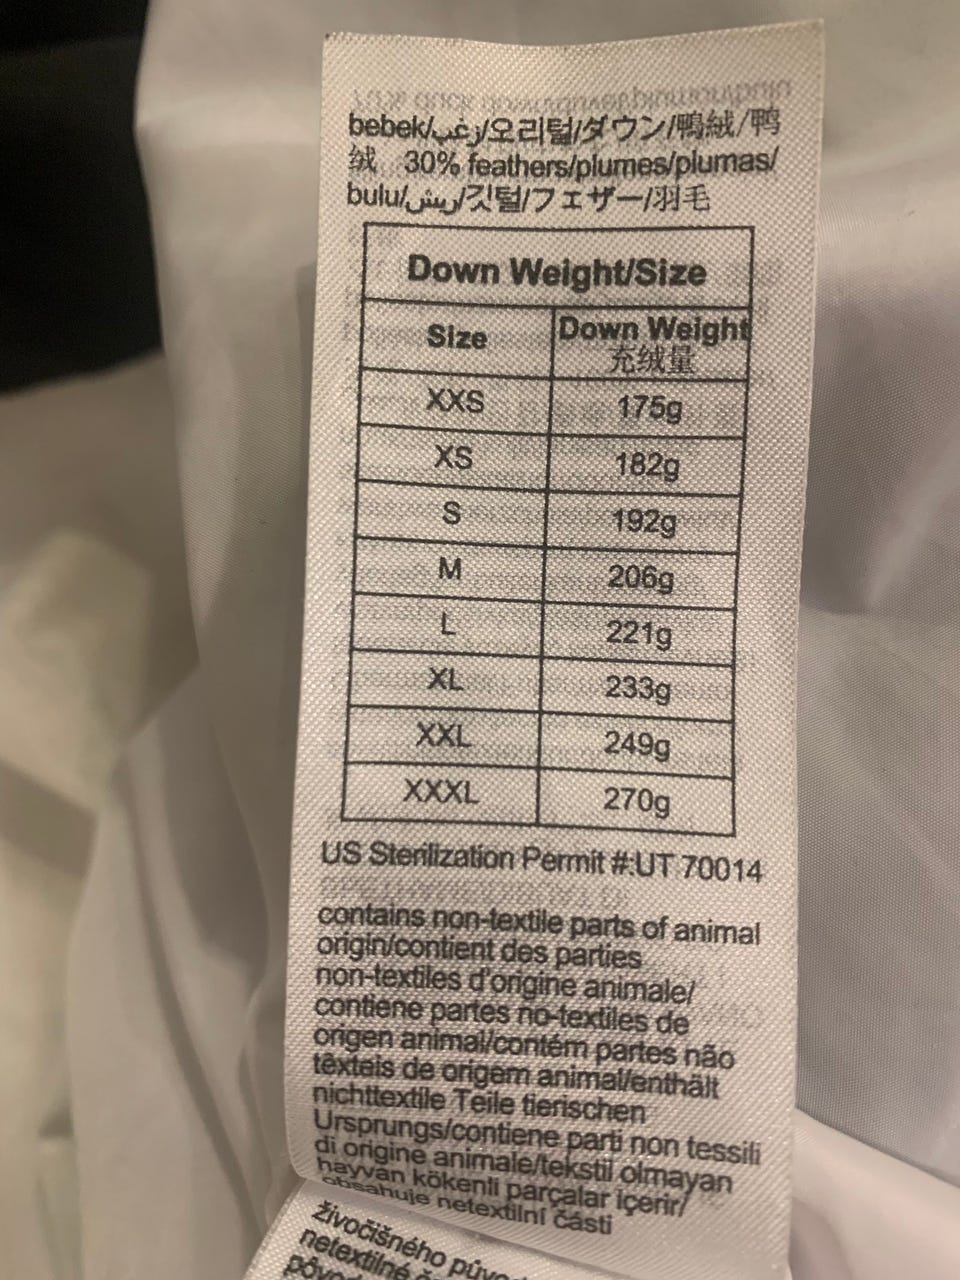 bebek/زغب/오리털/ダウン/鴨絨/鸭
绒 30% feathers/plumes/plumas/
bulu/ريش/깃털/フェザー/羽毛
Down Weight/Size
Size Down Weight
充绒量
XXS 175g
XS 182g
S 192g
M 206g
L 221g
XL 233g
XXL 249g
XXXL 270g
US Sterilization Permit #:UT 70014
contains non-textile parts of animal
origin/contient des parties
non-textiles d'origine animale/
contiene partes no-textiles de
origen animal/contém partes não
têxteis de origem animal/enthält
nichttextile Teile tierischen
Ursprungs/contiene parti non tessili
di origine animale/tekstil olmayan
hayvan kökenli parçalar içerir/
obsahuje netextilní části
živočišného
netextilné